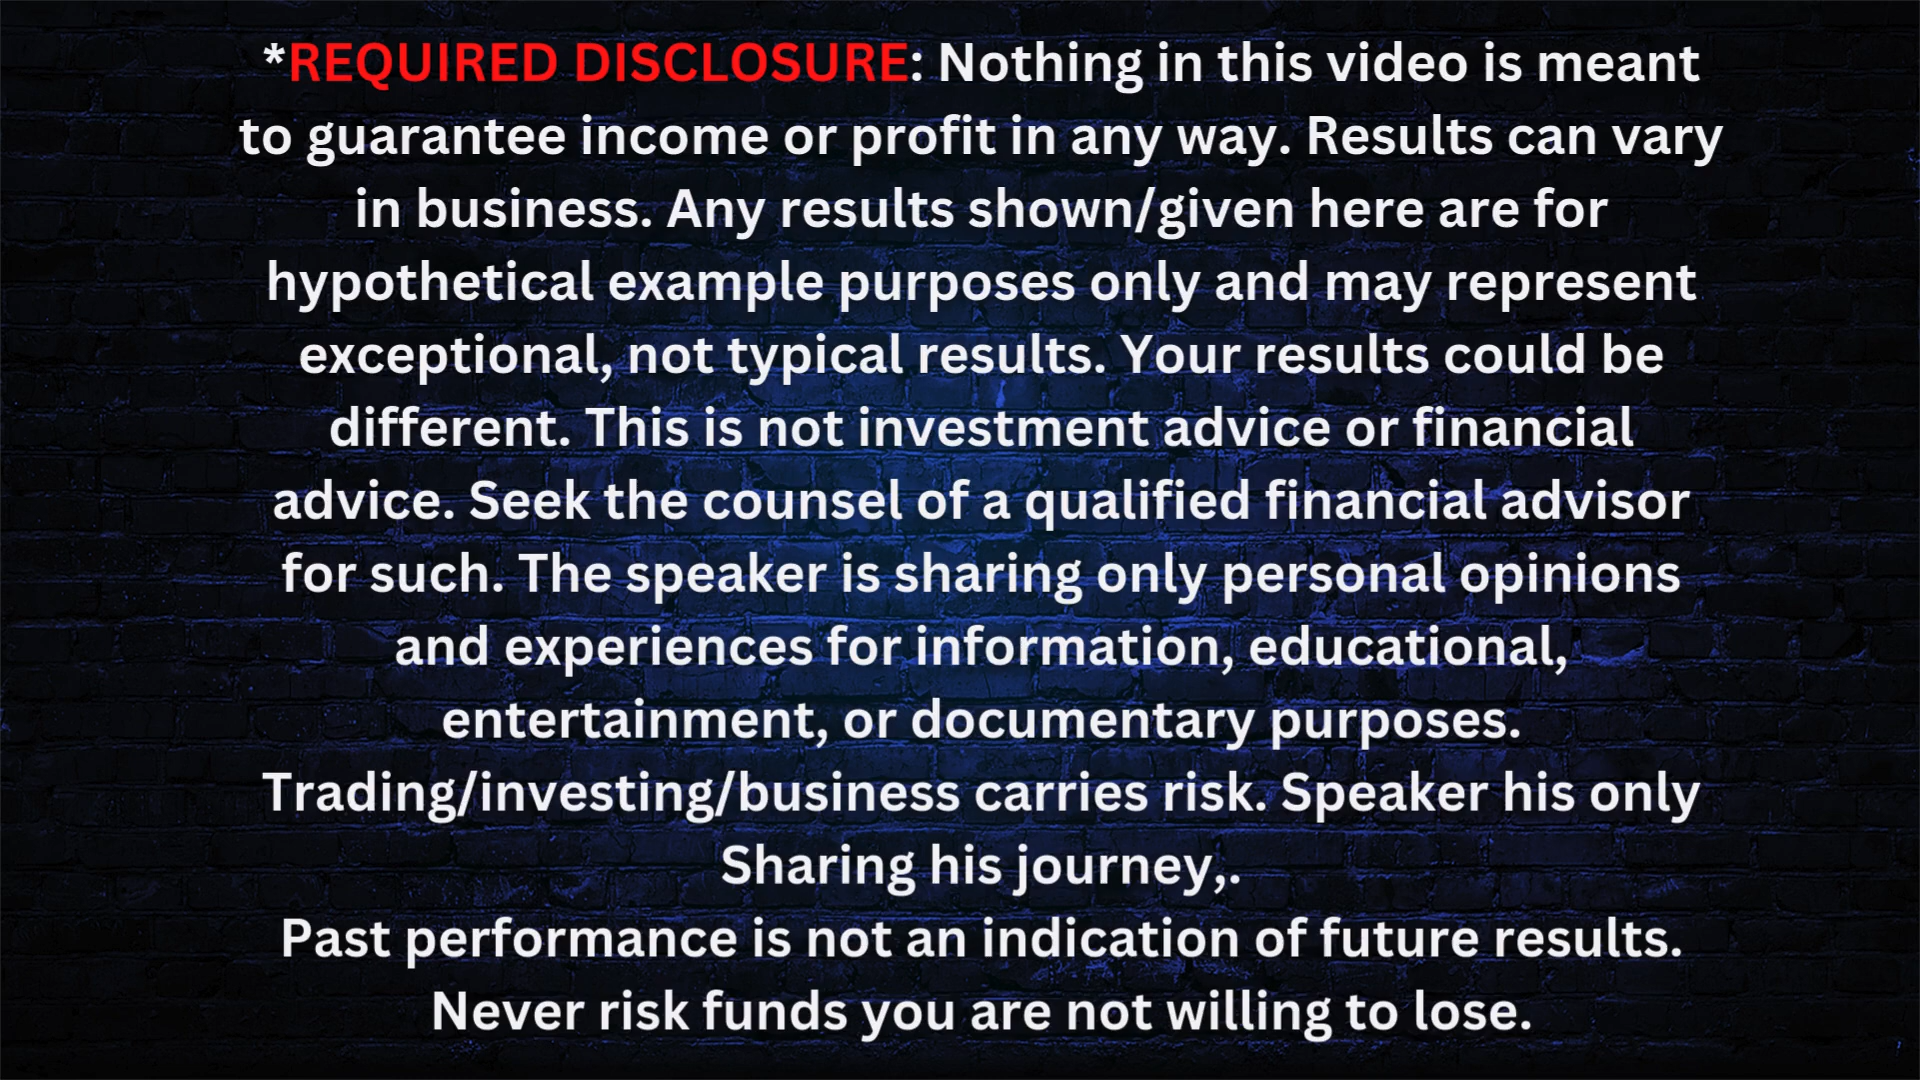 *REQUIRED DISCLOSURE: Nothing in this video is meant
to guarantee income or profit in any way. Results can vary
in business. Any results shown/given here are for
hypothetical example purposes only and may represent
exceptional, not typical results. Your results could be
different. This is not investment advice or financial
advice. Seek the counsel of a qualified financial advisor
for such. The speaker is sharing only personal opinions
and experiences for information, educational,
entertainment, or documentary purposes.
Trading/investing/business carries risk. Speaker his only
Sharing his journey,.
Past performance is not an indication of future results.
Never risk funds you are not willing to lose.